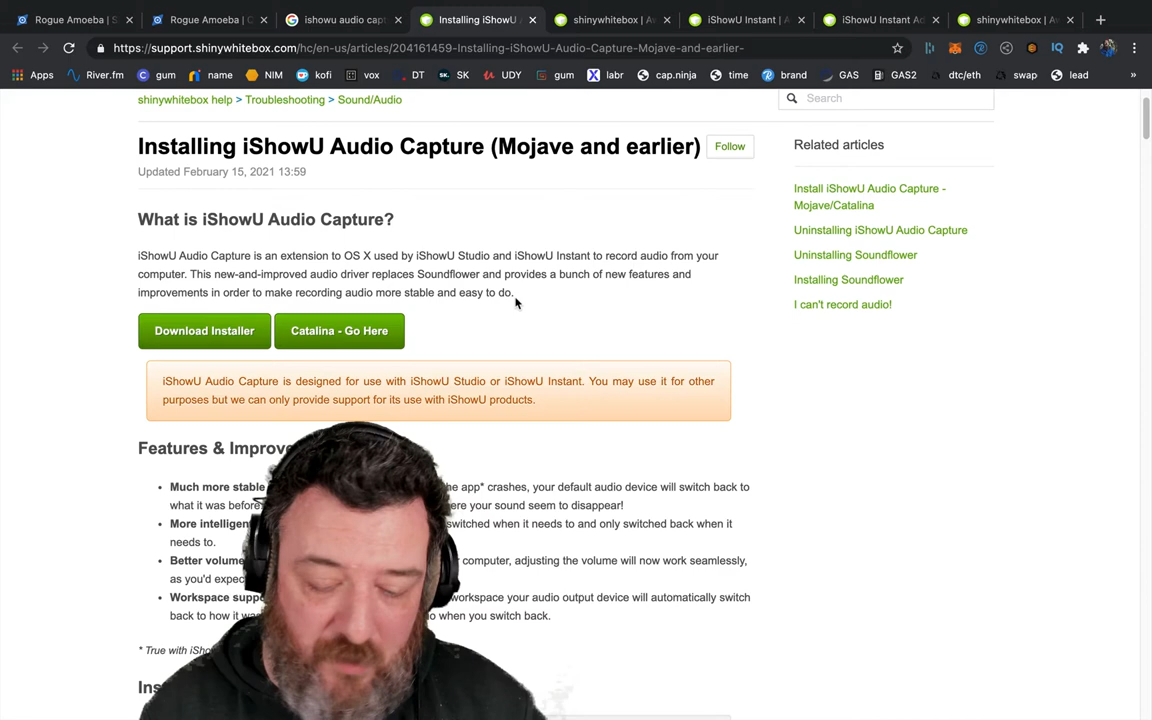 Rogue Amoeba | S
Rogue Amoeba | C
ishowu audio cap
Installing iShowU
shinywhitebox | Aw
iShowU Instant | A
iShowU Instant Ad
shinywhitebox | Aw
https://support.shinywhitebox.com/hc/en-us/articles/204161459-Installing-iShowU-Audio-Capture-Mojave-and-earlier-
Apps
River.fm
gum
name
NIM
kofi
vox
DT
SK
UDY
gum
labr
cap.ninja
time
brand
GAS
GAS2
dtc/eth
swap
lead
»
shinywhitebox help > Troubleshooting > Sound/Audio
Search
Installing iShowU Audio Capture (Mojave and earlier)
Follow
Updated February 15, 2021 13:59
What is iShowU Audio Capture?
iShowU Audio Capture is an extension to OS X used by iShowU Studio and iShowU Instant to record audio from your
computer. This new-and-improved audio driver replaces Soundflower and provides a bunch of new features and
improvements in order to make recording audio more stable and easy to do.
Download Installer
Catalina - Go Here
iShowU Audio Capture is designed for use with iShowU Studio or iShowU Instant. You may use it for other
purposes but we can only provide support for its use with iShowU products.
Features & Improve
• Much more stable he app* crashes, your default audio device will switch back to
what it was before. ere your sound seem to disappear!
• More intelligent switched when it needs to and only switched back when it
needs to.
• Better volume computer, adjusting the volume will now work seamlessly,
as you'd expec
• Workspace supp workspace your audio output device will automatically switch
back to how it wa o when you switch back.
* True with iSho
Ins
Related articles
Install iShowU Audio Capture -
Mojave/Catalina
Uninstalling iShowU Audio Capture
Uninstalling Soundflower
Installing Soundflower
I can't record audio!